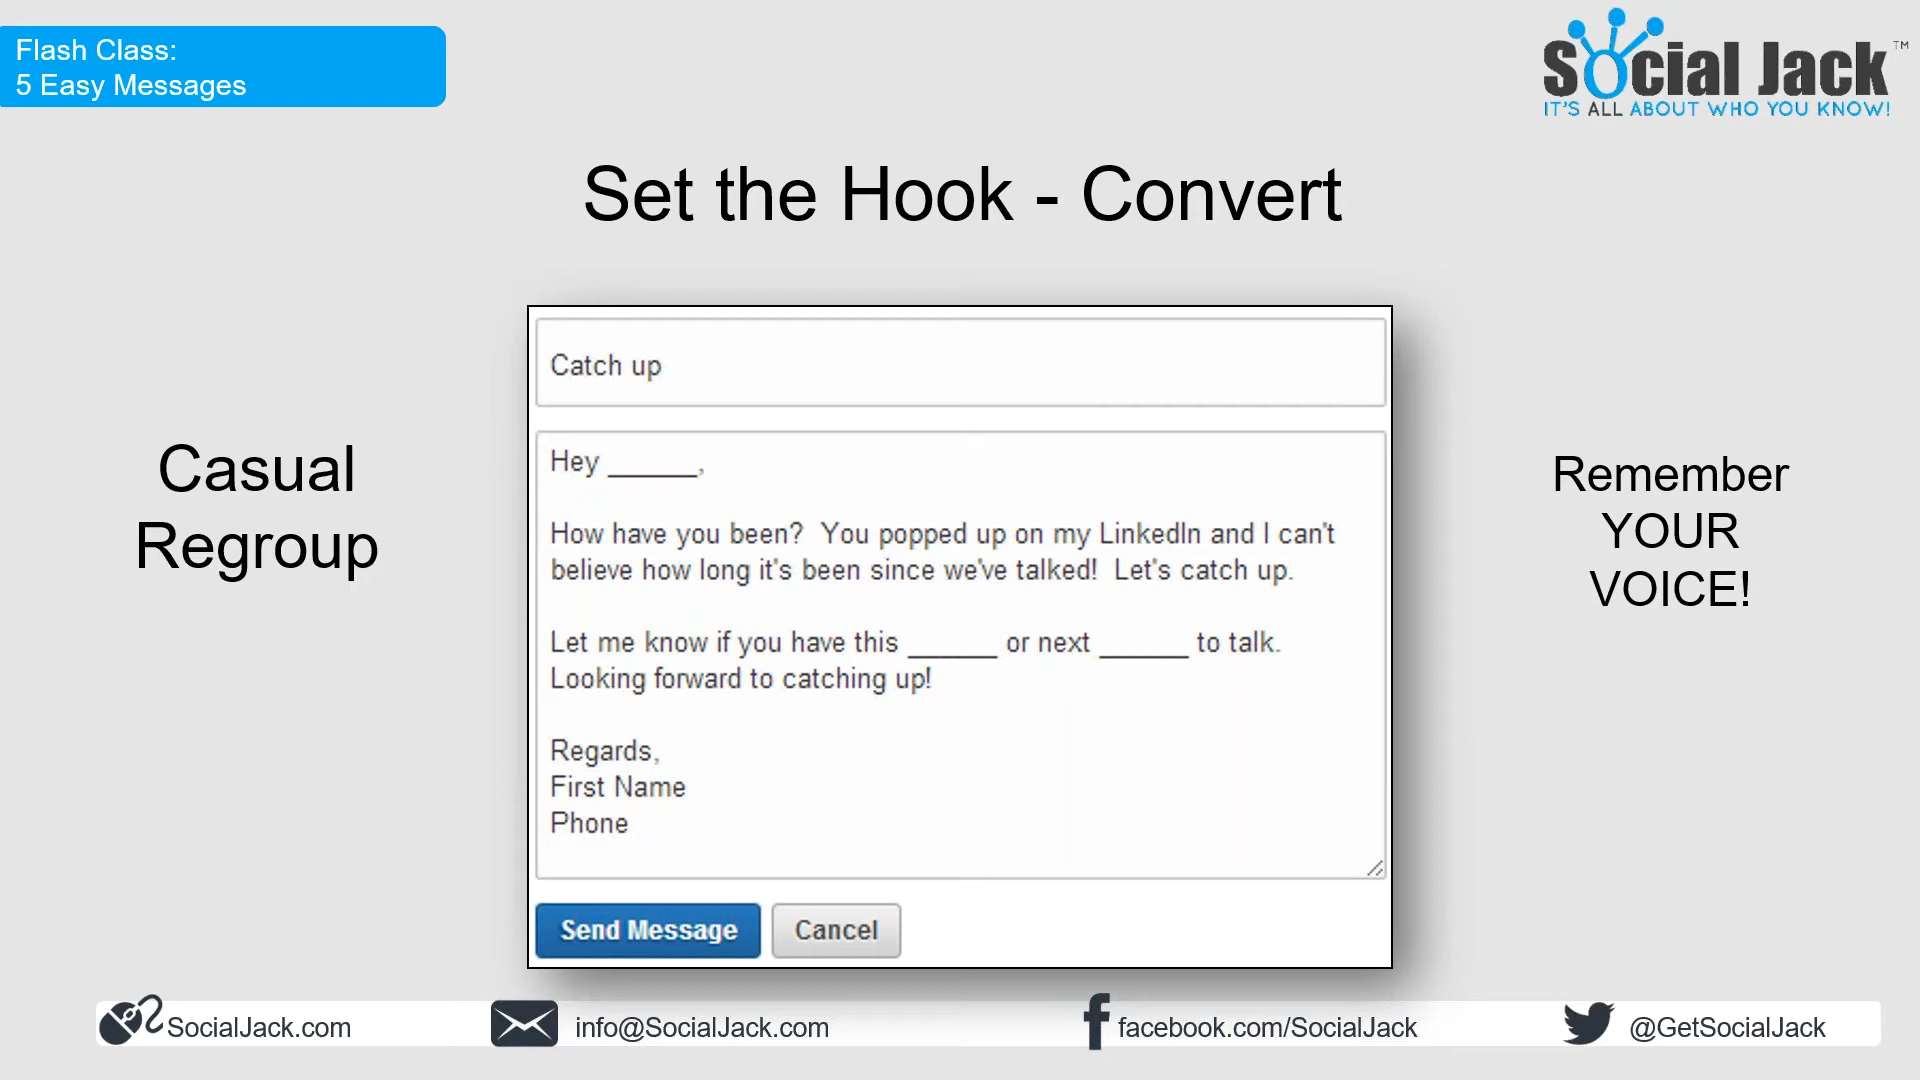 Flash Class:
5 Easy Messages
Social Jack™
IT'S ALL ABOUT WHO YOU KNOW!
Set the Hook - Convert
Casual
Regroup
Catch up
Hey ______,
How have you been?  You popped up on my LinkedIn and I can't
believe how long it's been since we've talked!  Let's catch up.
Let me know if you have this ______ or next ______ to talk.
Looking forward to catching up!
Regards,
First Name
Phone
Send Message
Cancel
Remember
YOUR
VOICE!
SocialJack.com
info@SocialJack.com
facebook.com/SocialJack
@GetSocialJack